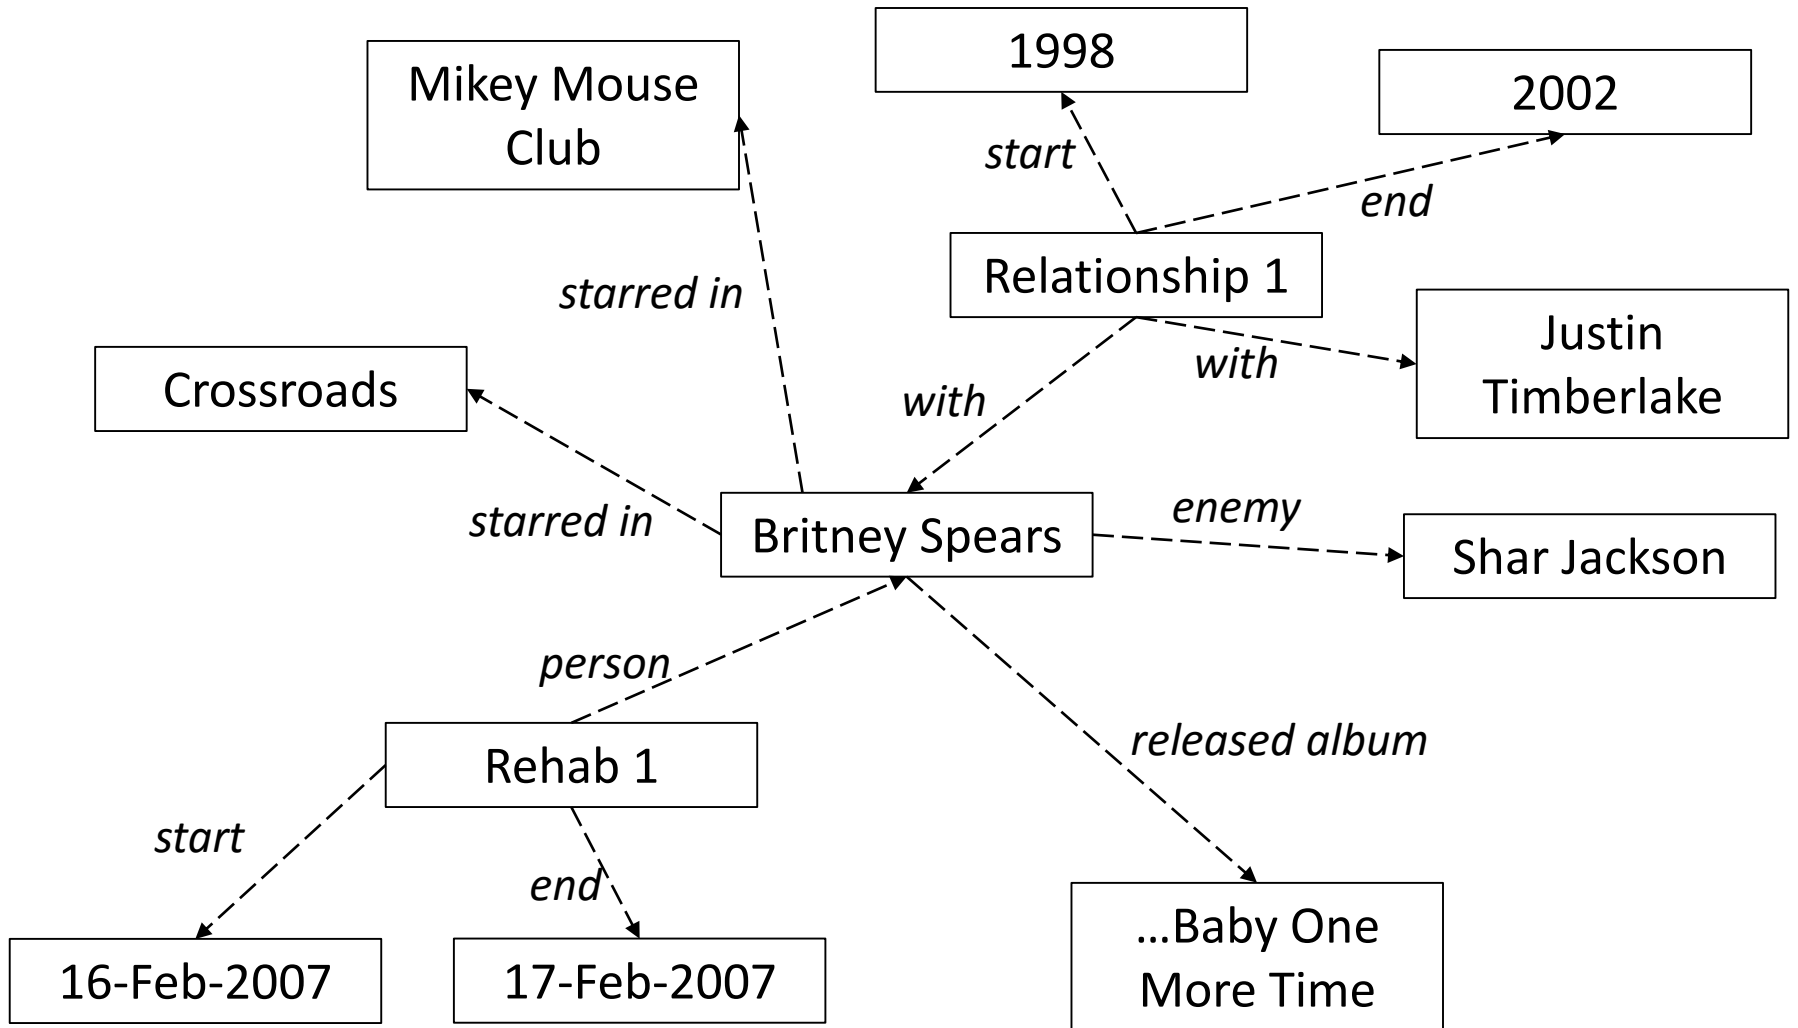 1998
Mikey Mouse
Club
2002
start
end
Relationship 1
starred in
Justin
Timberlake
with
Crossroads
with
enemy
starred in
Britney Spears
Shar Jackson
person
released album
Rehab 1
start
end
...Baby One
More Time
16-Feb-2007
17-Feb-2007